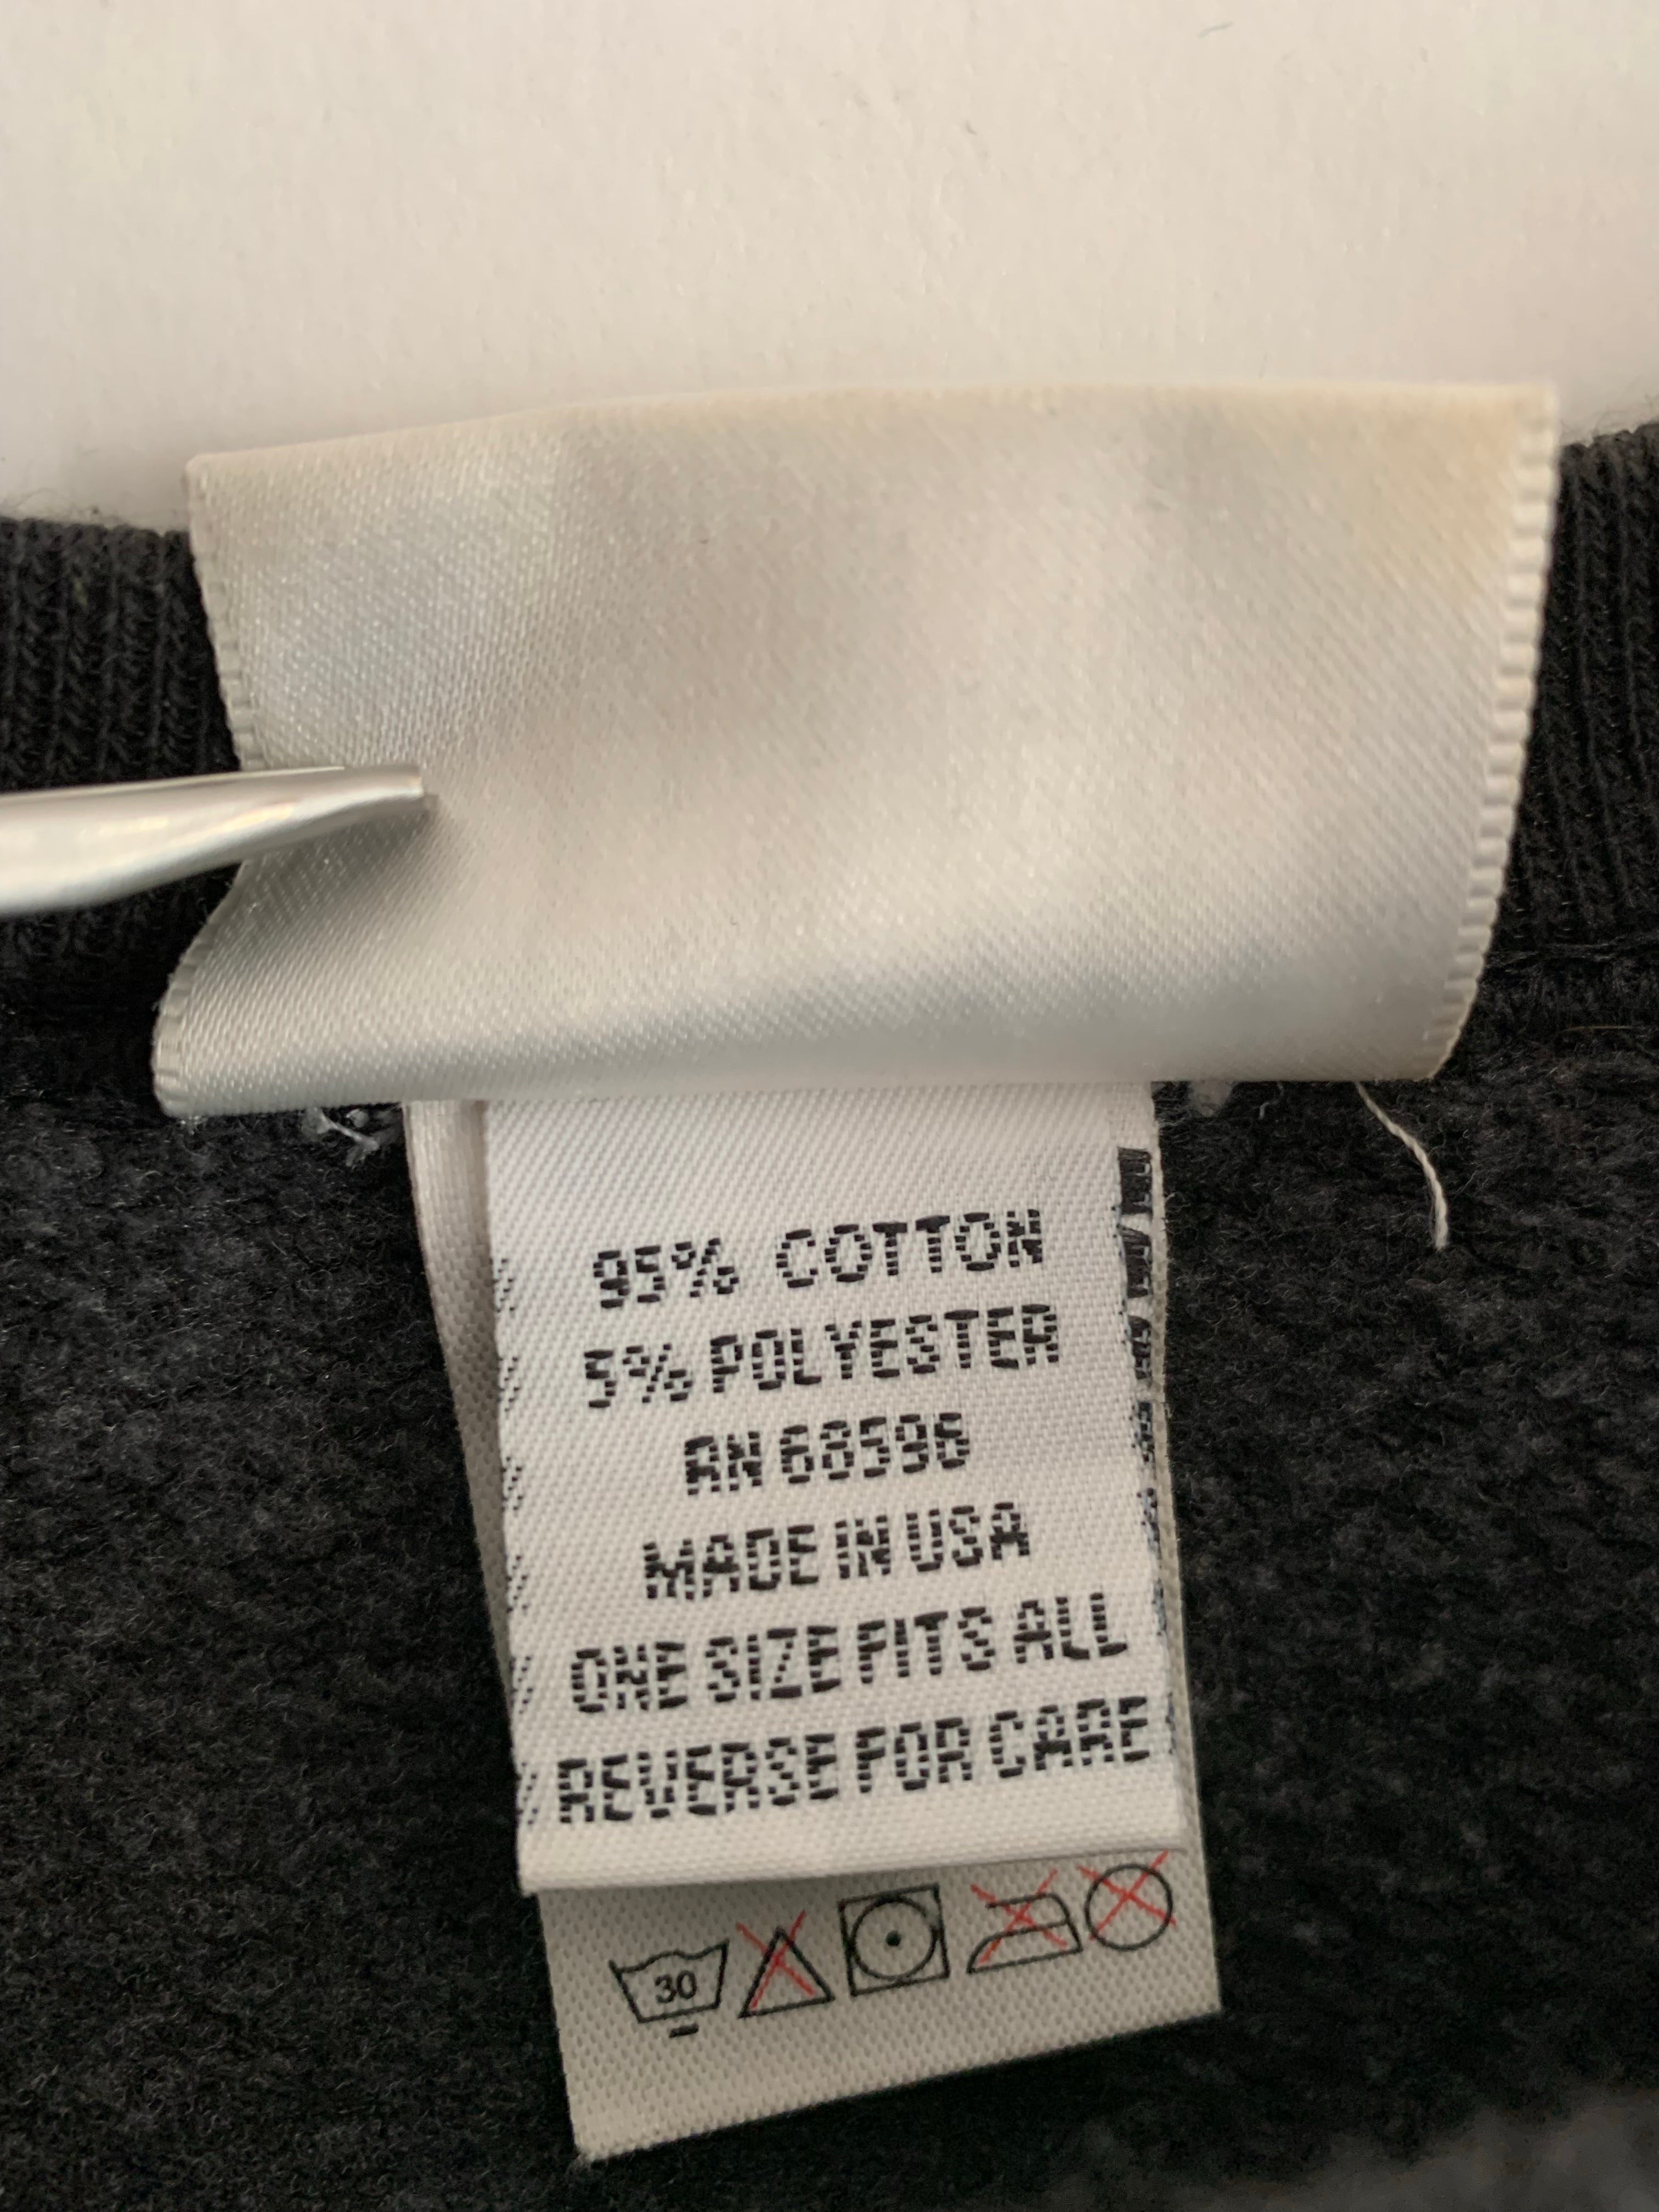 95% COTTON
5% POLYESTER
RN 68596
MADE IN USA
ONE SIZE FITS ALL
REVERSE FOR CARE
30